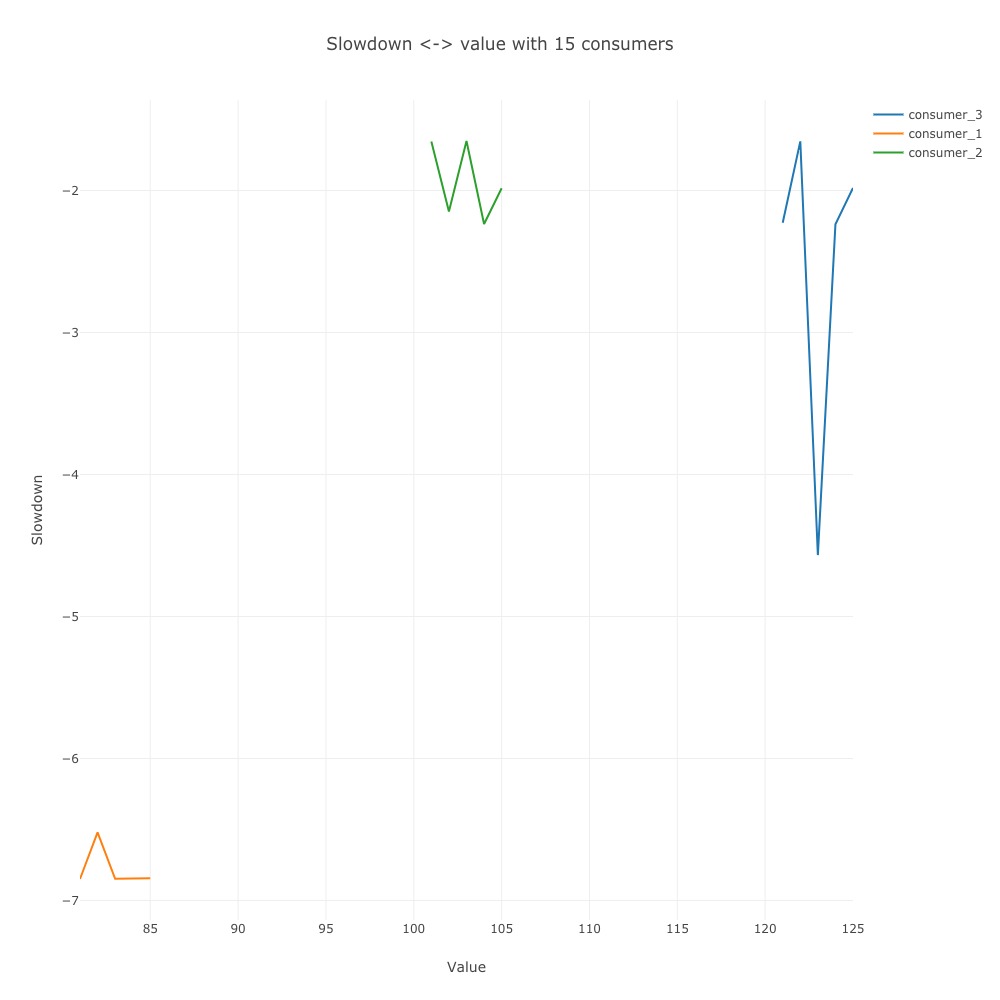 Slowdown <-> value with 15 consumers
consumer_3
consumer_1
consumer_2
−2
−3
−4
−5
−6
−7
Slowdown
85
90
95
100
105
110
115
120
125
Value